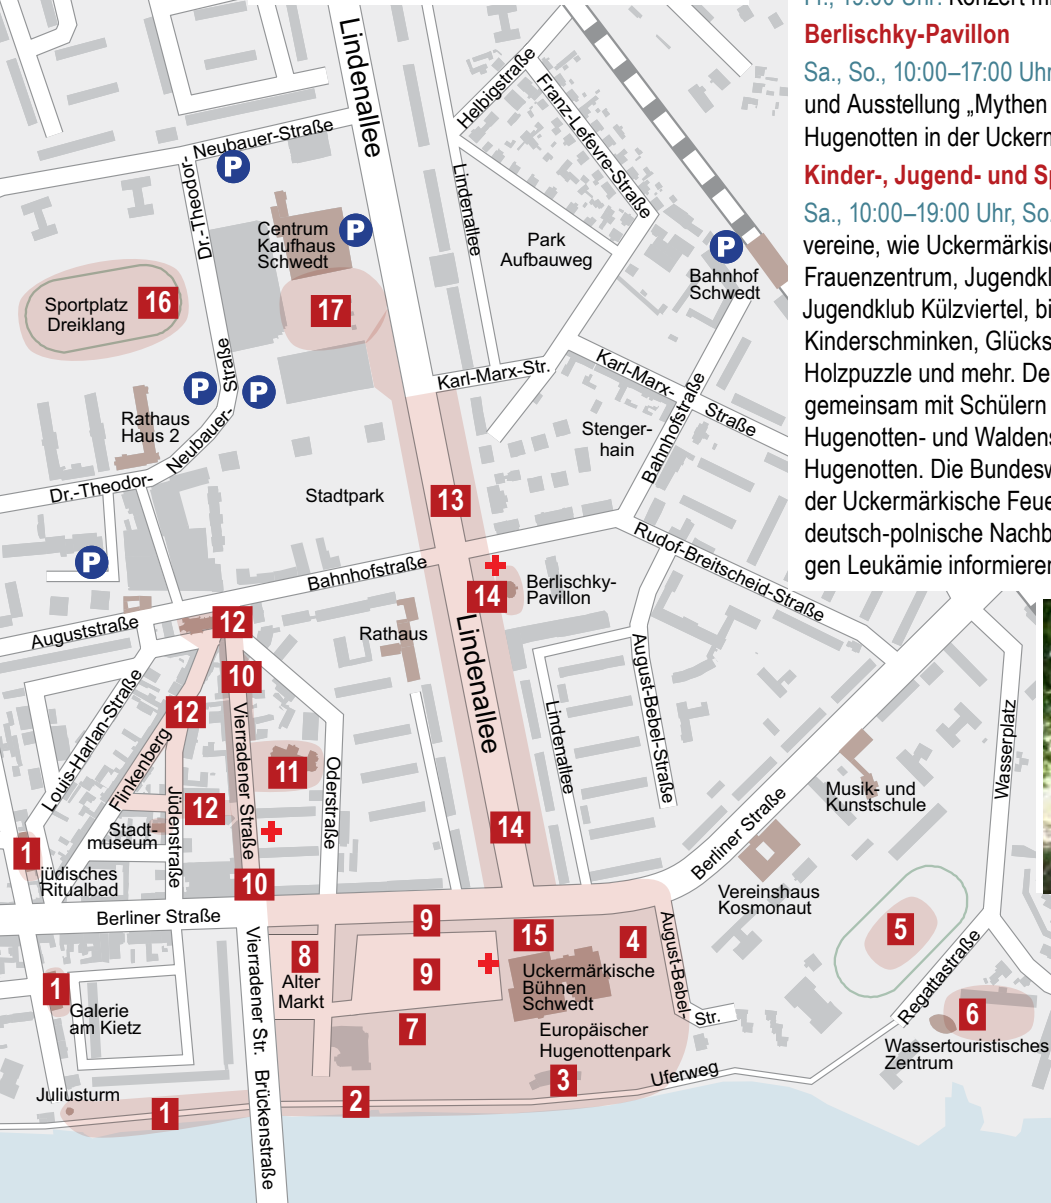 Fr., 19:00 Uhr: Konzert mi
Berlischky-Pavillon
Sa., So., 10:00–17:00 Uhr
und Ausstellung „Mythen
Hugenotten in der Uckerm
Kinder-, Jugend- und Sp
Sa., 10:00–19:00 Uhr, So.
vereine, wie Uckermärkisc
Frauenzentrum, Jugendkl
Jugendklub Külzviertel, bi
Kinderschminken, Glücks
Holzpuzzle und mehr. De
gemeinsam mit Schülern
Hugenotten- und Waldens
Hugenotten. Die Bundesw
der Uckermärkische Feue
deutsch-polnische Nachb
gen Leukämie informieren
Lindenallee
Helbigstraße
Franz-Lefevre-Straße
Dr.-Theodor-
Neubauer-Straße
P
Lindenallee
Centrum
Kaufhaus
Schwedt
P
Park
Aufbauweg
P
Bahnhof
Schwedt
Sportplatz
Dreiklang
16
17
Karl-Marx-Str.
Karl-Marx-
Straße
Bahnhofstraße
P
P
Rathaus
Haus 2
Dr.-Theodor-
Neubauer-
Straße
Stenger-
hain
Stadtpark
13
P
Bahnhofstraße
Rudof-Breitscheid-Straße
14
Berlischky-
Pavillon
Auguststraße
12
Rathaus
Lindenallee
10
12
Louis-Harlan-Straße
Flinkenberg
Vierradener Straße
11
Oderstraße
Lindenallee
August-Bebel-Straße
Wasserplatz
Jüdenstraße
12
Musik- und
Kunstschule
Stadt-
museum
14
Berliner Straße
1
jüdisches
Ritualbad
10
Vereinshaus
Kosmonaut
Berliner Straße
9
15
4
5
August-Bebel-
Str.
Vierradener Str.
8
Alter
Markt
9
Uckermärkische
Bühnen
Schwedt
Regattastraße
1
Galerie
am Kietz
7
Europäischer
Hugenottenpark
6
Wassertouristisches
Zentrum
Juliusturm
3
Uferweg
1
2
Brückenstraße